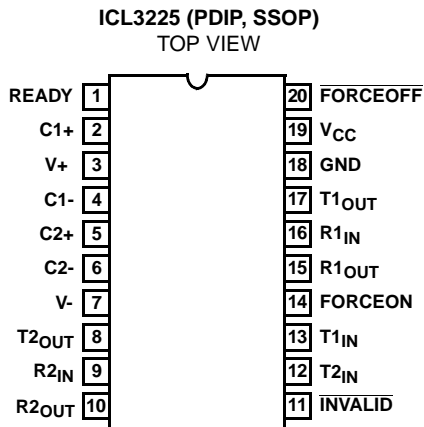 ICL3225 (PDIP, SSOP)
TOP VIEW
READY 1 20 FORCEOFF
C1+ 2 19 VCC
V+ 3 18 GND
C1- 4 17 T1OUT
C2+ 5 16 R1IN
C2- 6 15 R1OUT
V- 7 14 FORCEON
T2OUT 8 13 T1IN
R2IN 9 12 T2IN
R2OUT 10 11 INVALID